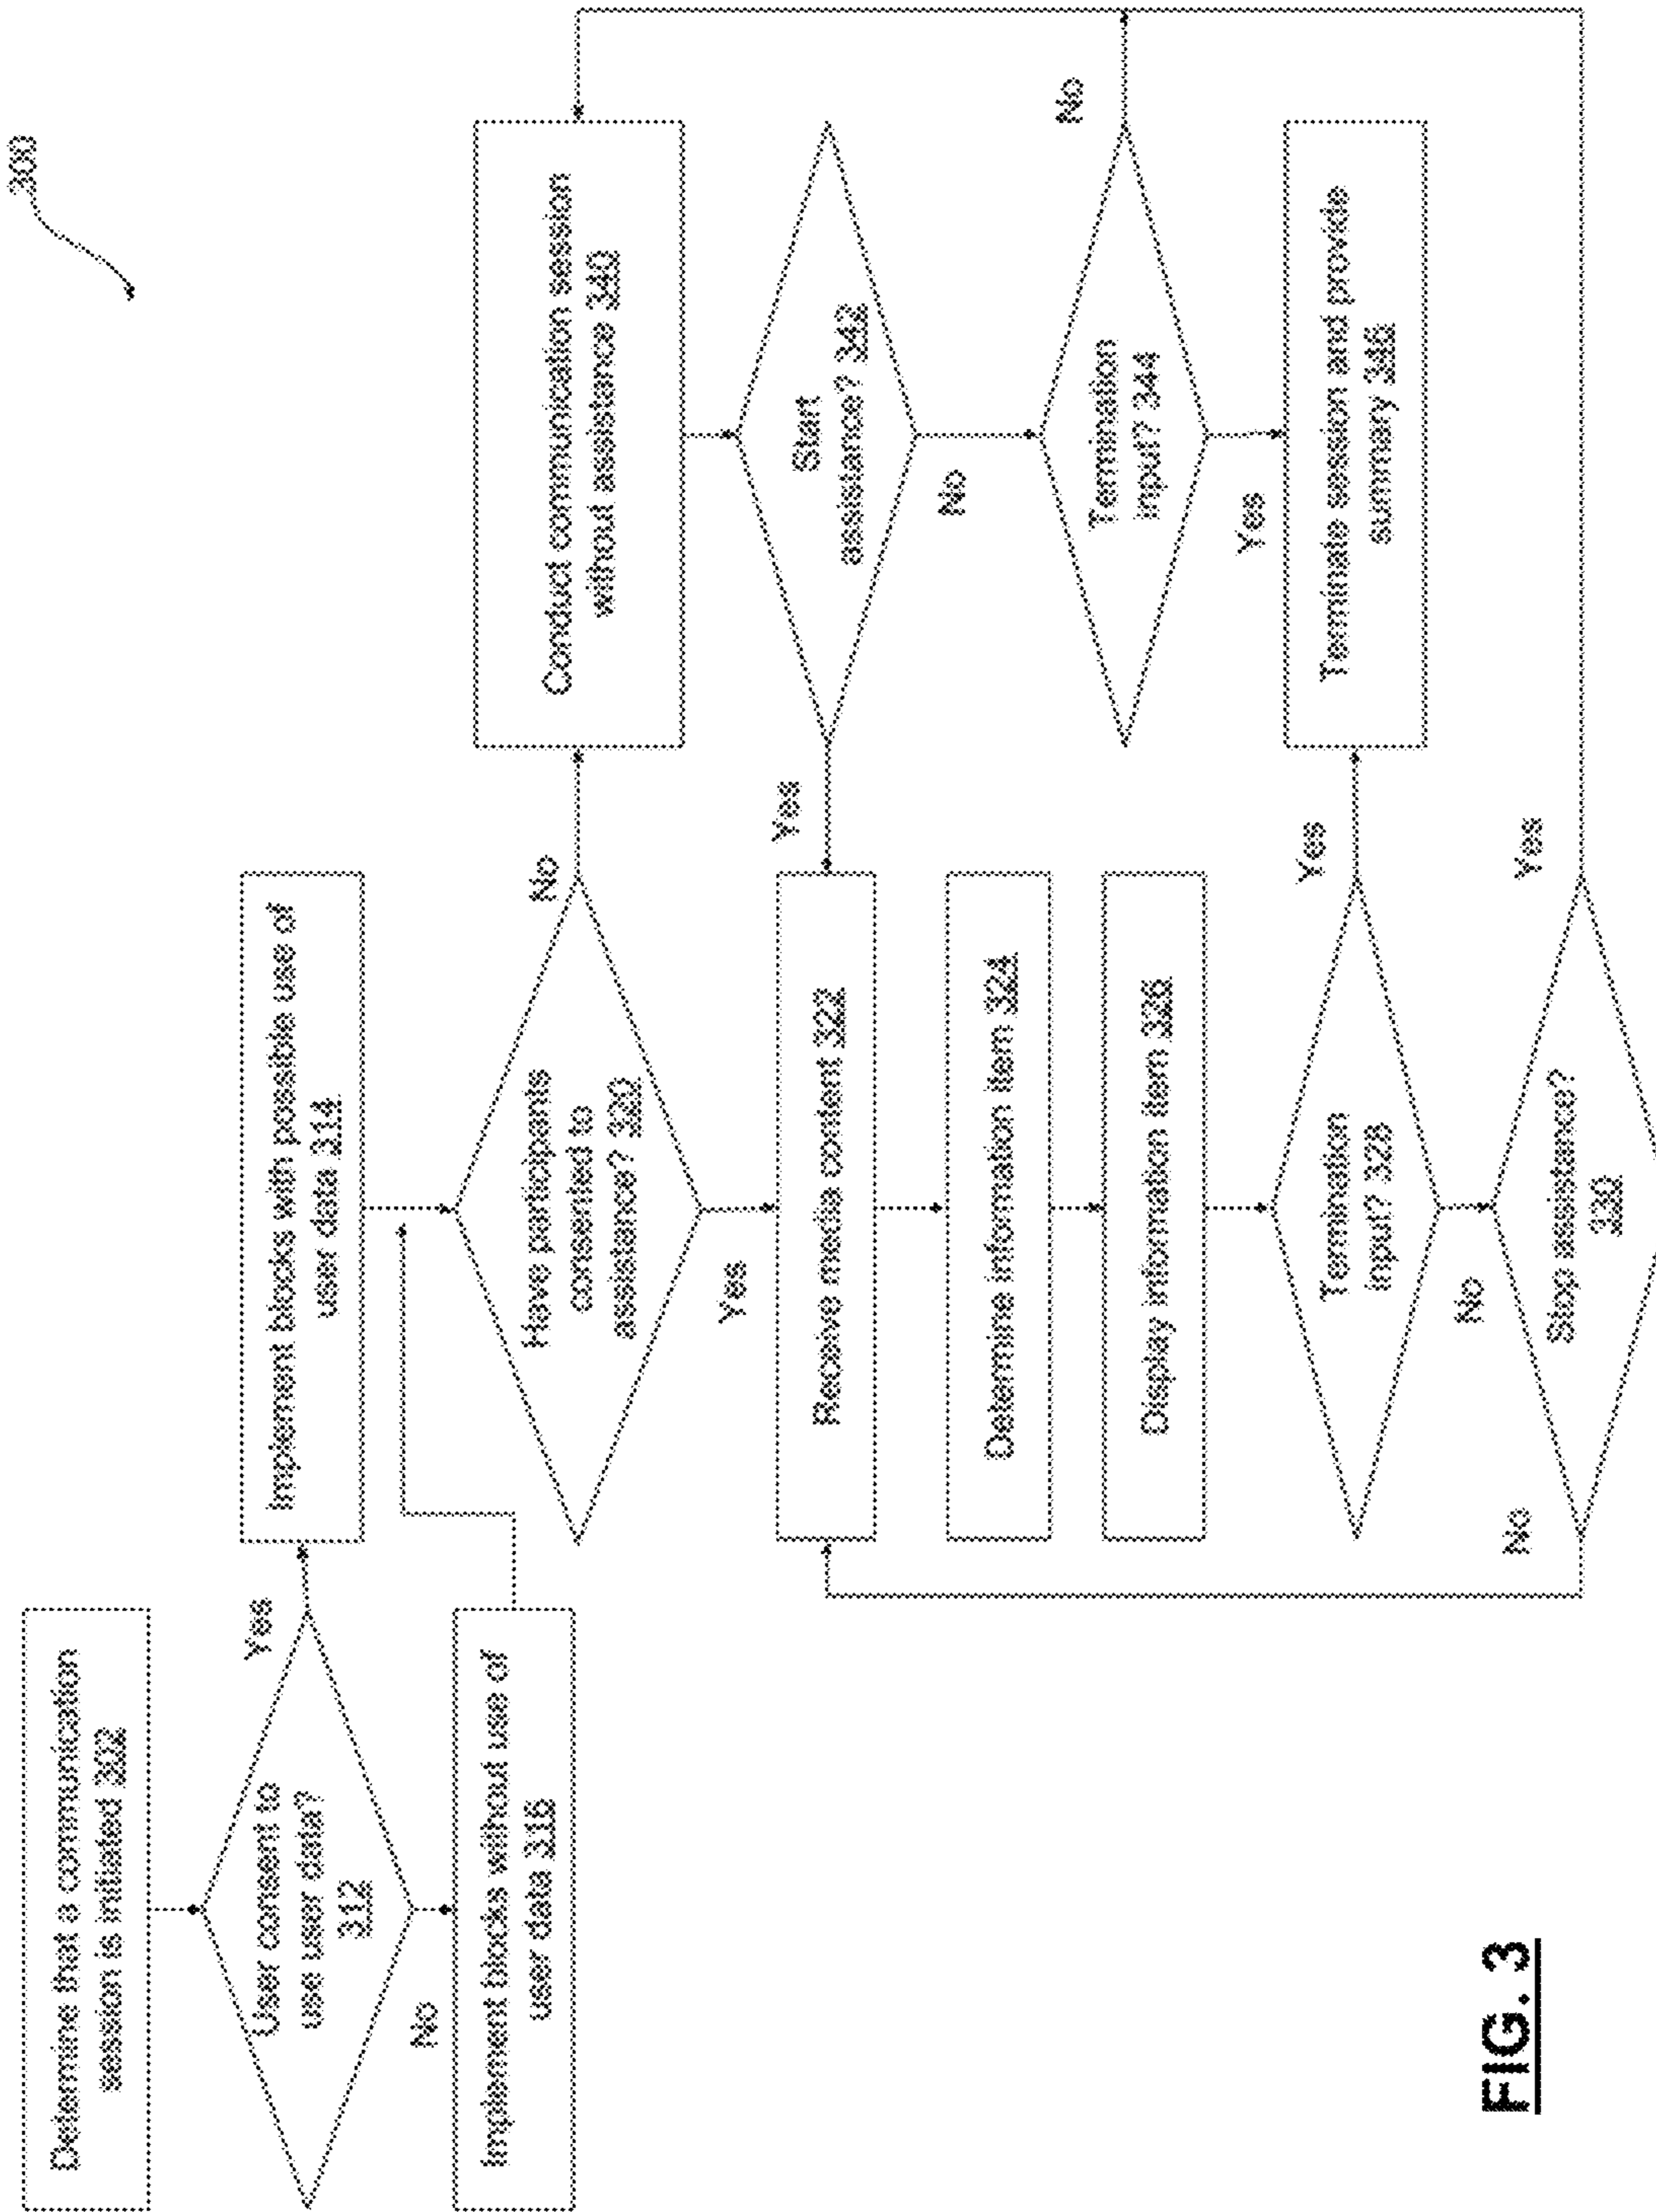 300
Determine that a communication
session is initiated 302
User consent to
use user data?
312
Yes
No
Implement blocks with possible use of
user data 314
Implement blocks without use of
user data 316
Have participants
consented to
assistance? 320
No
Yes
Receive media content 322
Determine information item 324
Display information item 326
Termination
input? 328
Yes
No
Stop assistance?
330
Yes
No
Conduct communication session
without assistance 340
Start
assistance? 342
Yes
No
Termination
input? 344
No
Yes
Terminate session and provide
summary 346
FIG. 3